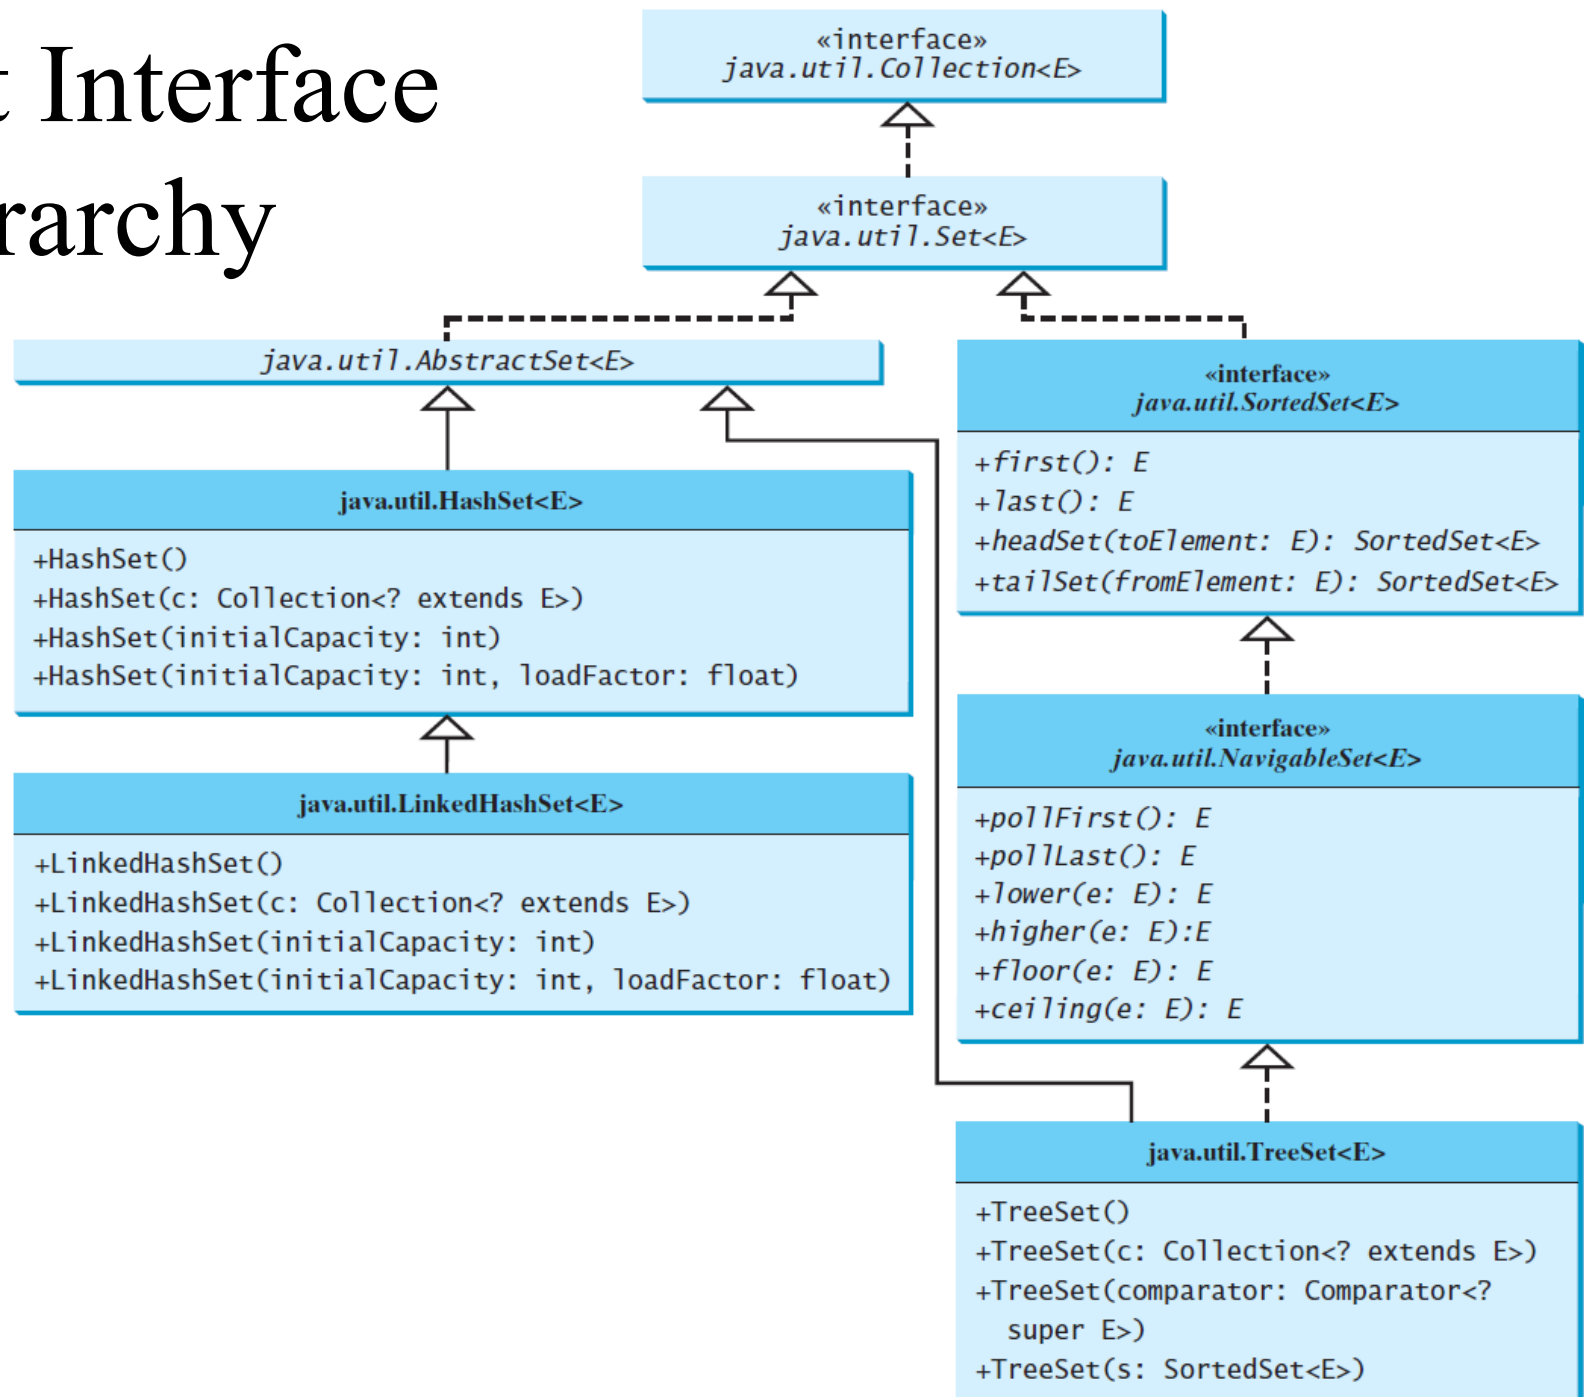 t Interface
rarchy
«interface»
java.util.Collection<E>
«interface»
java.util.Set<E>
java.util.AbstractSet<E>
java.util.HashSet<E>
+HashSet()
+HashSet(c: Collection<? extends E>)
+HashSet(initialCapacity: int)
+HashSet(initialCapacity: int, loadFactor: float)
java.util.LinkedHashSet<E>
+LinkedHashSet()
+LinkedHashSet(c: Collection<? extends E>)
+LinkedHashSet(initialCapacity: int)
+LinkedHashSet(initialCapacity: int, loadFactor: float)
«interface»
java.util.SortedSet<E>
+first(): E
+last(): E
+headSet(toElement: E): SortedSet<E>
+tailSet(fromElement: E): SortedSet<E>
«interface»
java.util.NavigableSet<E>
+pollFirst(): E
+pollLast(): E
+lower(e: E): E
+higher(e: E):E
+floor(e: E): E
+ceiling(e: E): E
java.util.TreeSet<E>
+TreeSet()
+TreeSet(c: Collection<? extends E>)
+TreeSet(comparator: Comparator<?
super E>)
+TreeSet(s: SortedSet<E>)